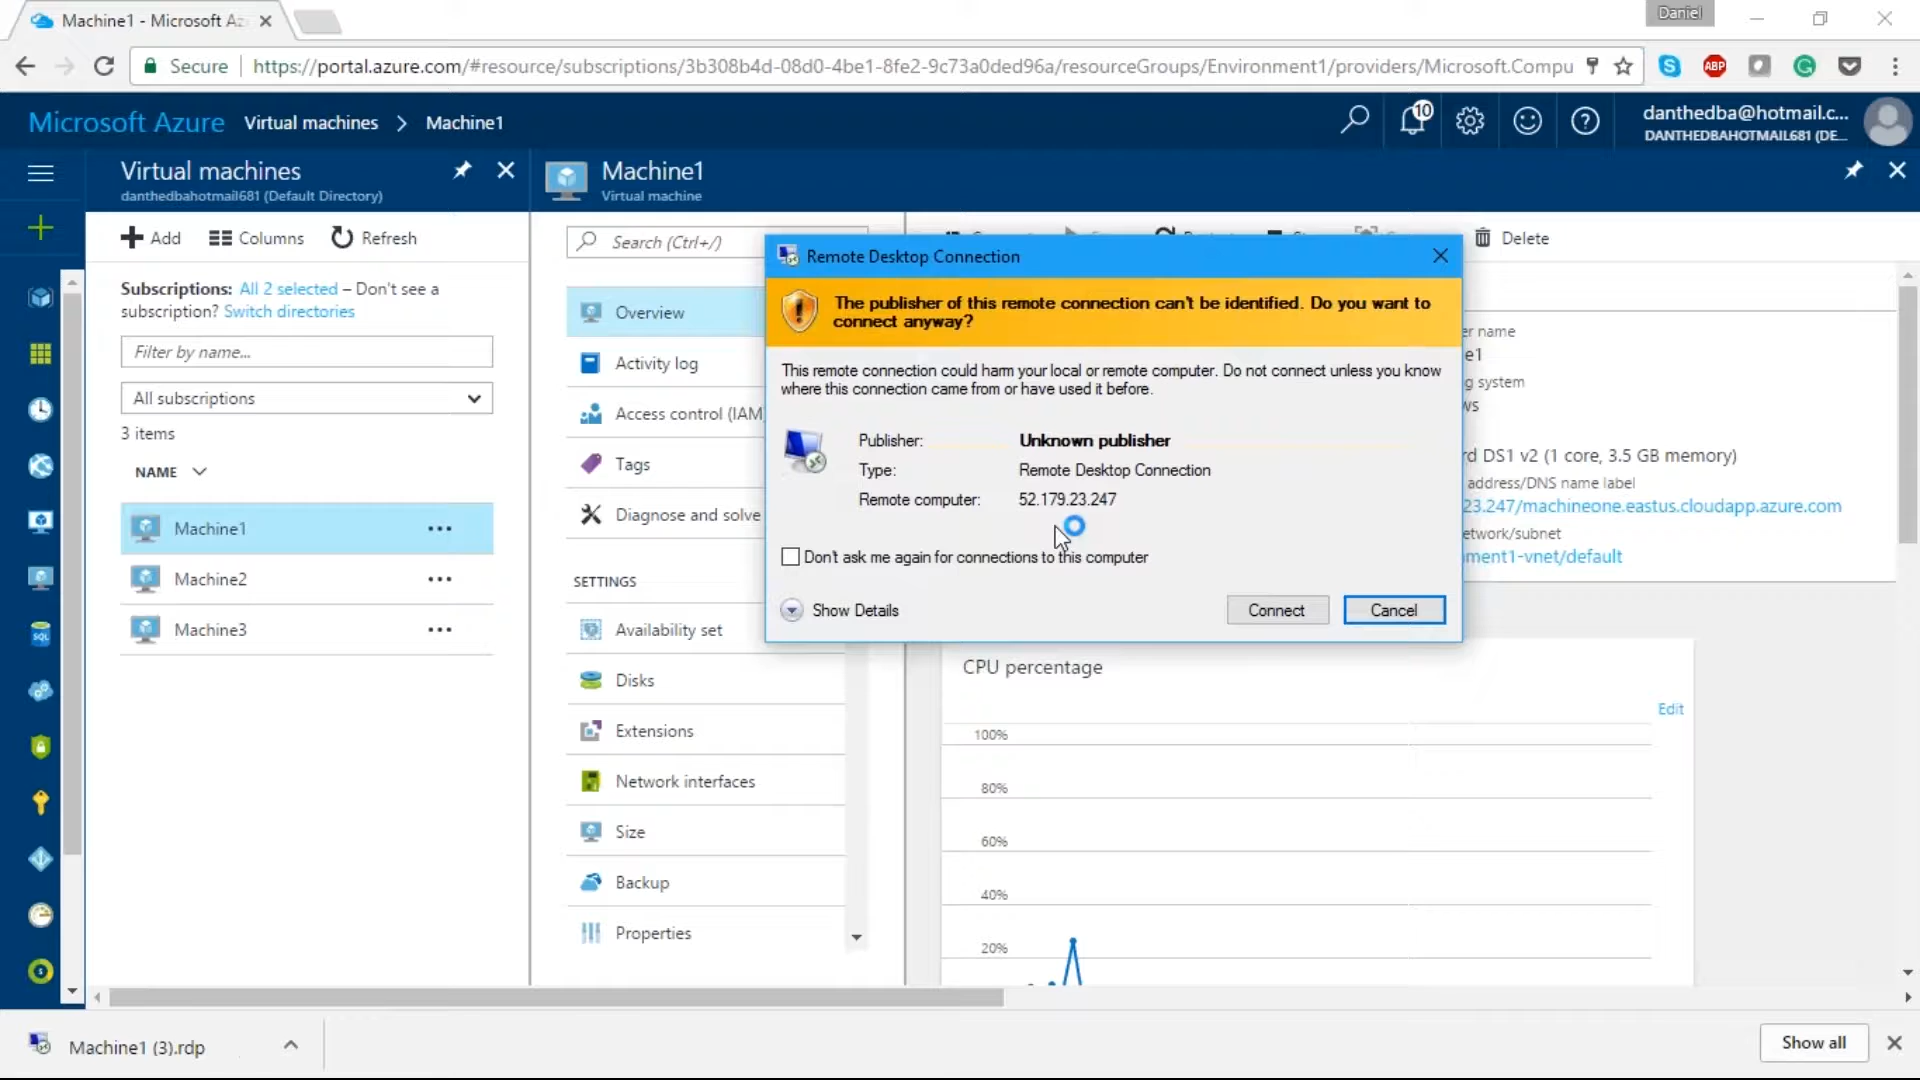 Machine1 - Microsoft Az
Daniel
Secure
https://portal.azure.com/#resource/subscriptions/3b308b4d-08d0-4be1-8fe2-9c73a0ded96a/resourceGroups/Environment1/providers/Microsoft.Compu
ABP
Microsoft Azure Virtual machines > Machine1
10
danthedba@hotmail.c...
DANTHEDBAHOTMAIL681 (DE...
Virtual machines
danthedbahotmail681 (Default Directory)
Machine1
Virtual machine
Add
Columns
Refresh
Search (Ctrl+/)
Delete
Subscriptions: All 2 selected – Don't see a
subscription? Switch directories
Filter by name...
All subscriptions
3 items
NAME
Machine1
Machine2
Machine3
SQL
Overview
Activity log
Access control (IAM
Tags
Diagnose and solve
SETTINGS
Availability set
Disks
Extensions
Network interfaces
Size
Backup
Properties
Remote Desktop Connection
The publisher of this remote connection can't be identified. Do you want to
connect anyway?
This remote connection could harm your local or remote computer. Do not connect unless you know
where this connection came from or have used it before.
Publisher: Unknown publisher
Type: Remote Desktop Connection
Remote computer: 52.179.23.247
Don't ask me again for connections to this computer
Show Details
Connect
Cancel
er name
e1
g system
ws
rd DS1 v2 (1 core, 3.5 GB memory)
address/DNS name label
23.247/machineone.eastus.cloudapp.azure.com
etwork/subnet
ment1-vnet/default
CPU percentage
Edit
100%
80%
60%
40%
20%
Machine1 (3).rdp
Show all